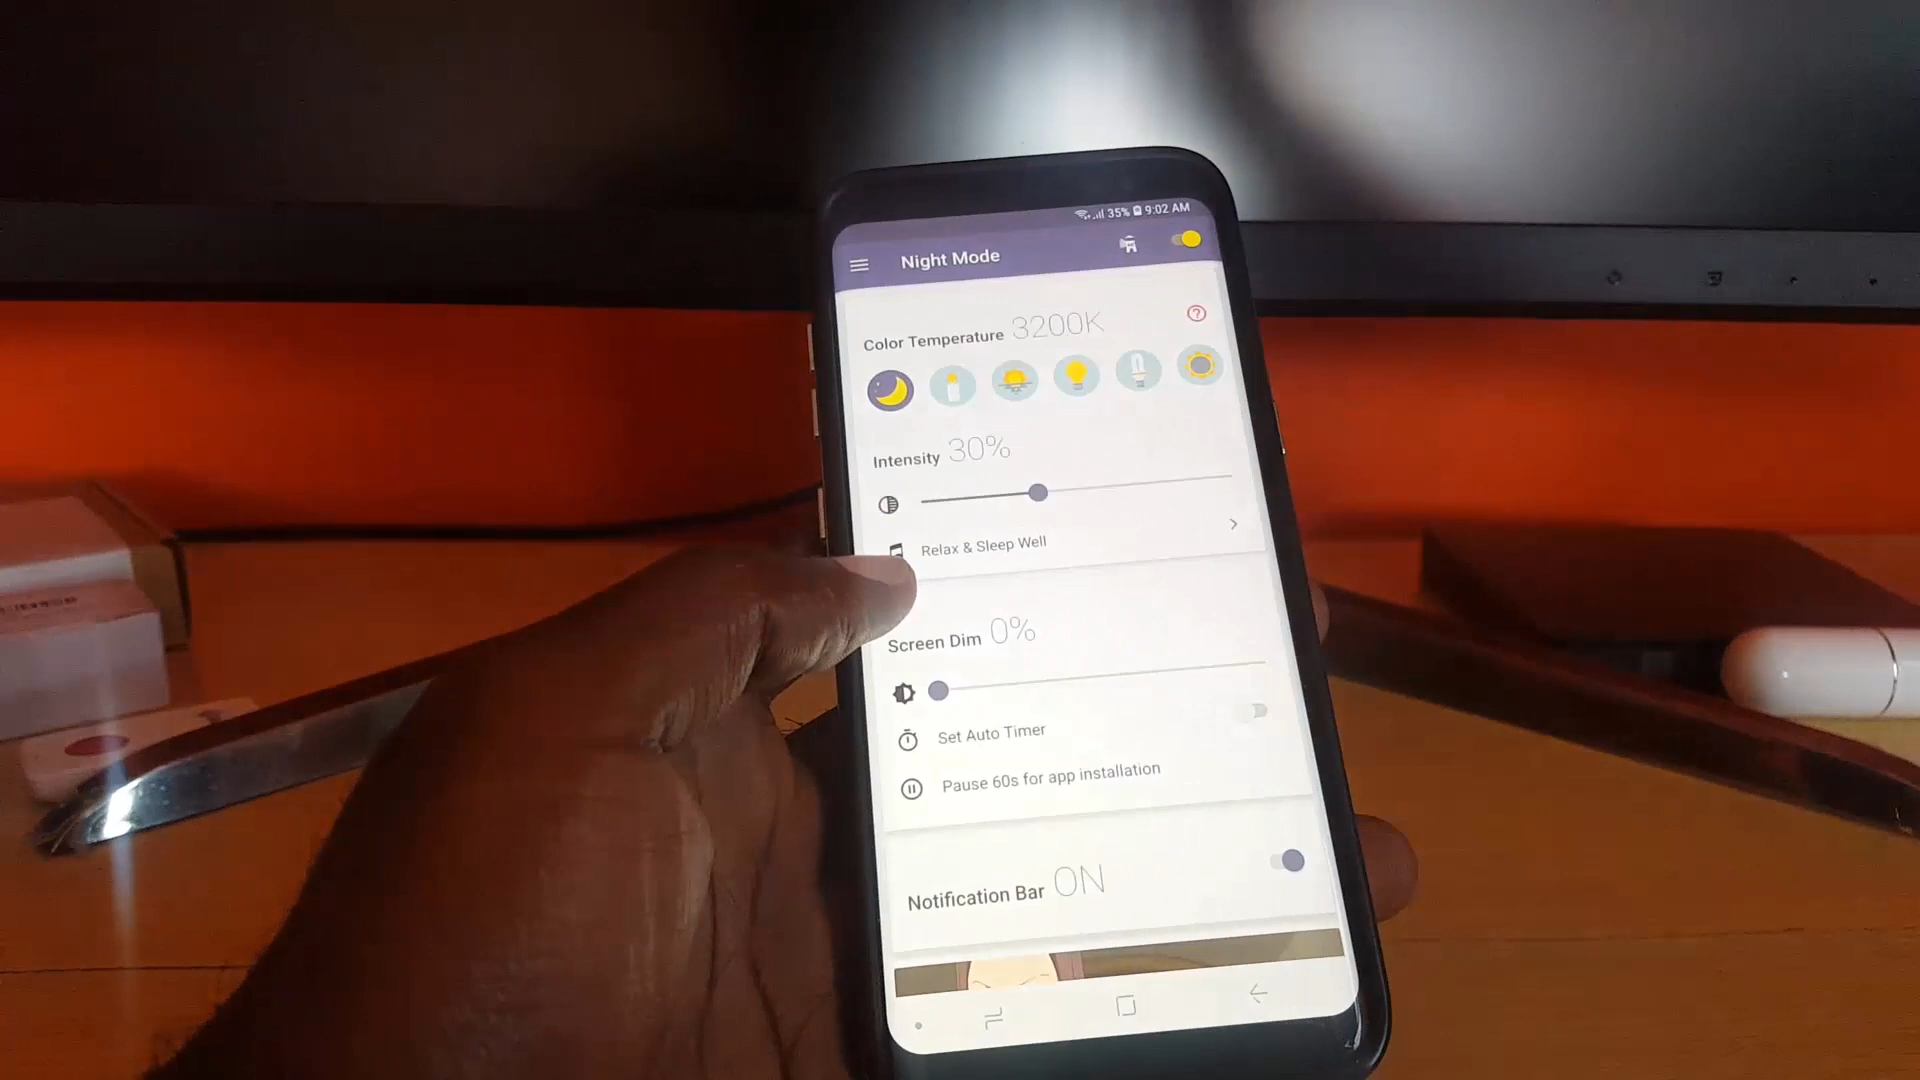 35% 9:02 AM
Night Mode
Color Temperature 3200K
Intensity 30%
Relax & Sleep Well
Screen Dim 0%
Set Auto Timer
Pause 60s for app installation
Notification Bar ON